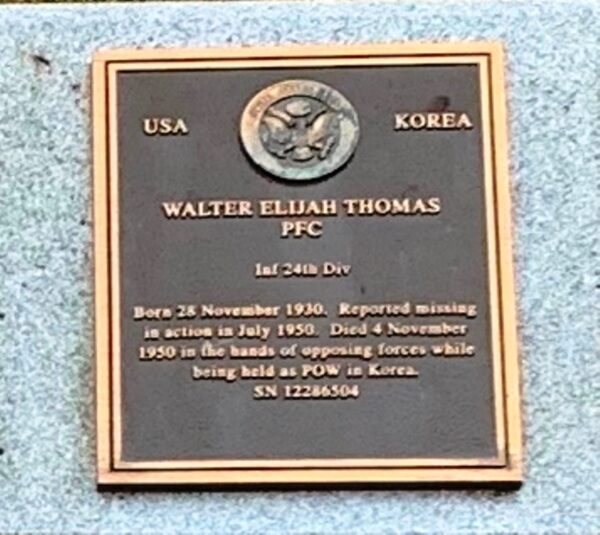 USA
KOREA
WALTER ELIJAH THOMAS
PFC
Inf 24th Div
Born 28 November 1930. Reported missing
in action in July 1950. Died 4 November
1950 in the hands of opposing forces while
being held as POW in Korea.
SN 12286504